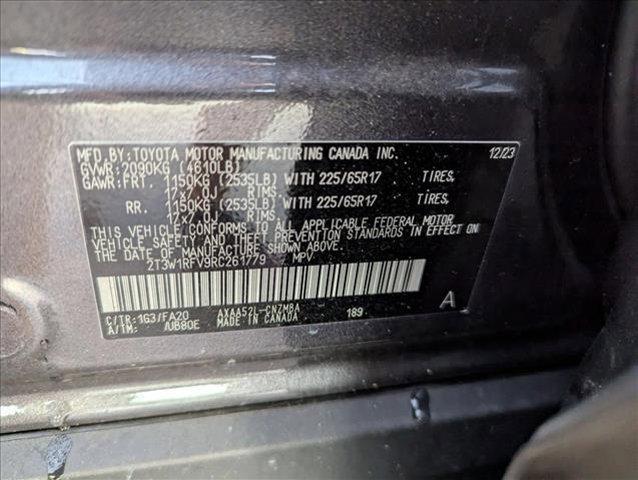 MFD.BY:TOYOTA MOTOR MANUFACTURING CANADA INC. 12/23
GVWR:2090KG (4610LB)
GAWR:FRT. 1150KG (2535LB) WITH 225/65R17 TIRES,
17x7.0J RIMS.
RR. 1150KG (2535LB) WITH 225/65R17 TIRES,
17x7.0J RIMS.
THIS VEHICLE CONFORMS TO ALL APPLICABLE FEDERAL MOTOR
VEHICLE SAFETY AND THEFT PREVENTION STANDARDS IN EFFECT ON
THE DATE OF MANUFACTURE SHOWN ABOVE.
2T3W1RFV9RC261779 MPV
C/TR:1G3/FA20 AXAA52L-CNZMBA 189. A
A/TM: /UB80E MADE IN CANADA